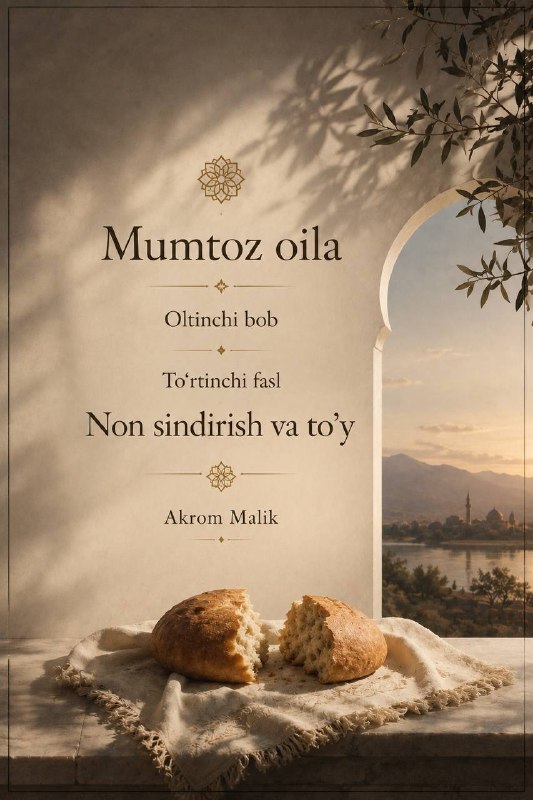 Mumtoz oila
Oltinchi bob
To‘rtinchi fasl
Non sindirish va to’y
Akrom Malik